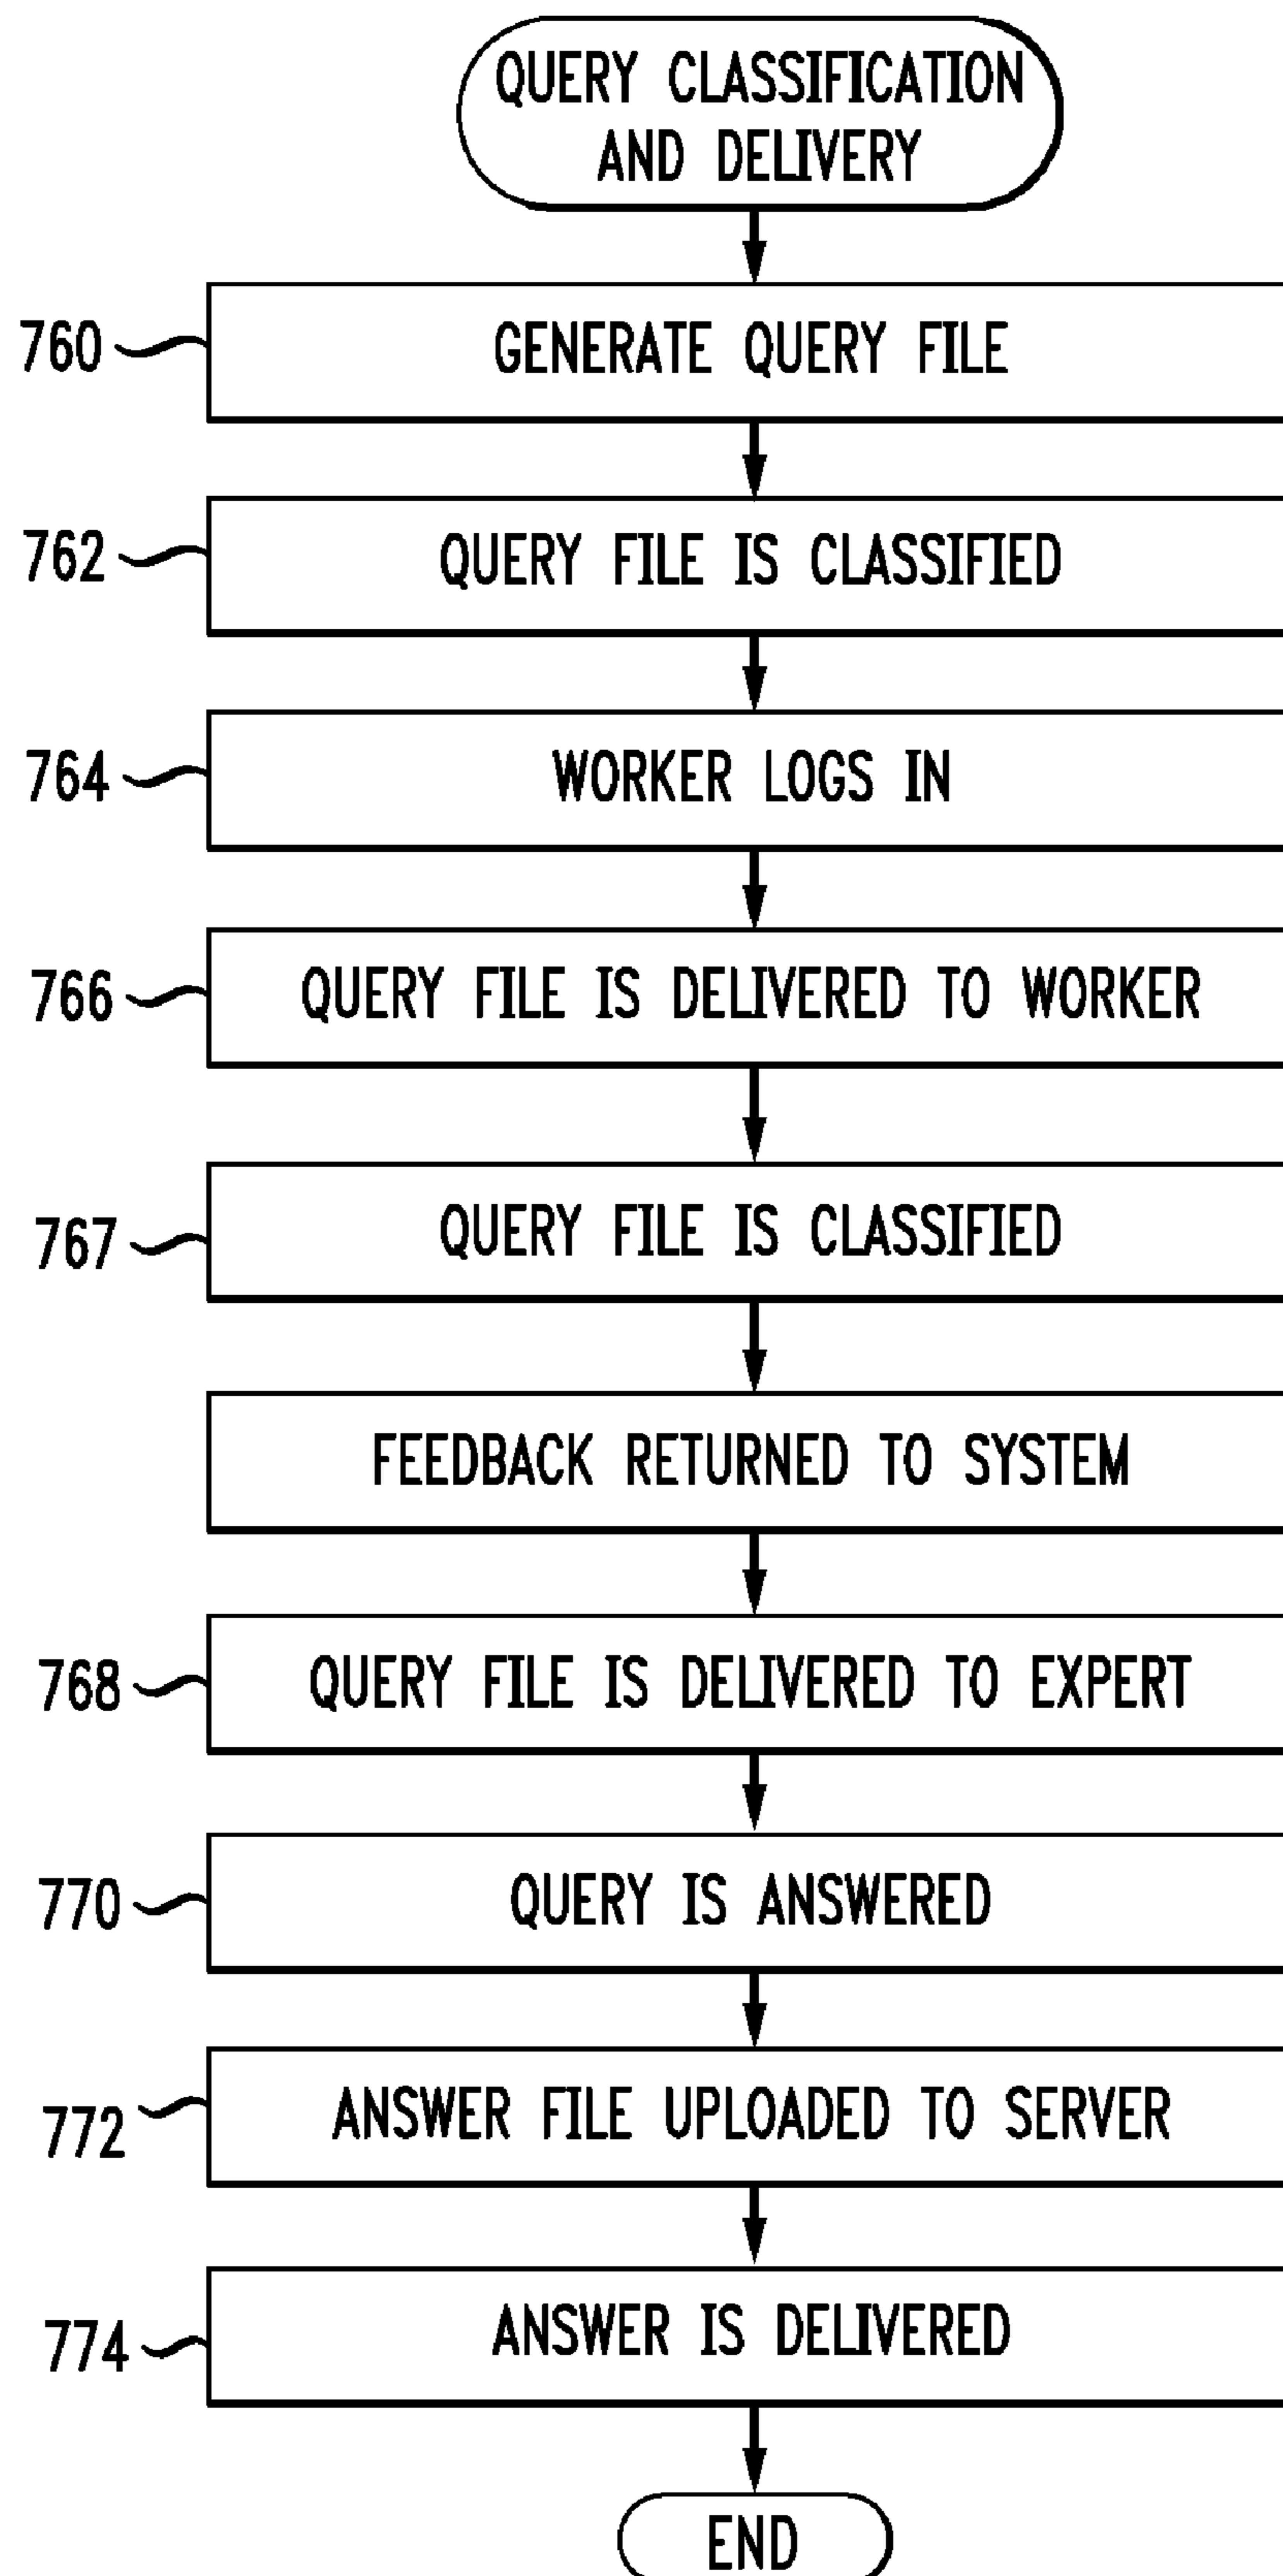 QUERY CLASSIFICATION
AND DELIVERY
760 GENERATE QUERY FILE
762 QUERY FILE IS CLASSIFIED
764 WORKER LOGS IN
766 QUERY FILE IS DELIVERED TO WORKER
767 QUERY FILE IS CLASSIFIED
FEEDBACK RETURNED TO SYSTEM
768 QUERY FILE IS DELIVERED TO EXPERT
770 QUERY IS ANSWERED
772 ANSWER FILE UPLOADED TO SERVER
774 ANSWER IS DELIVERED
END